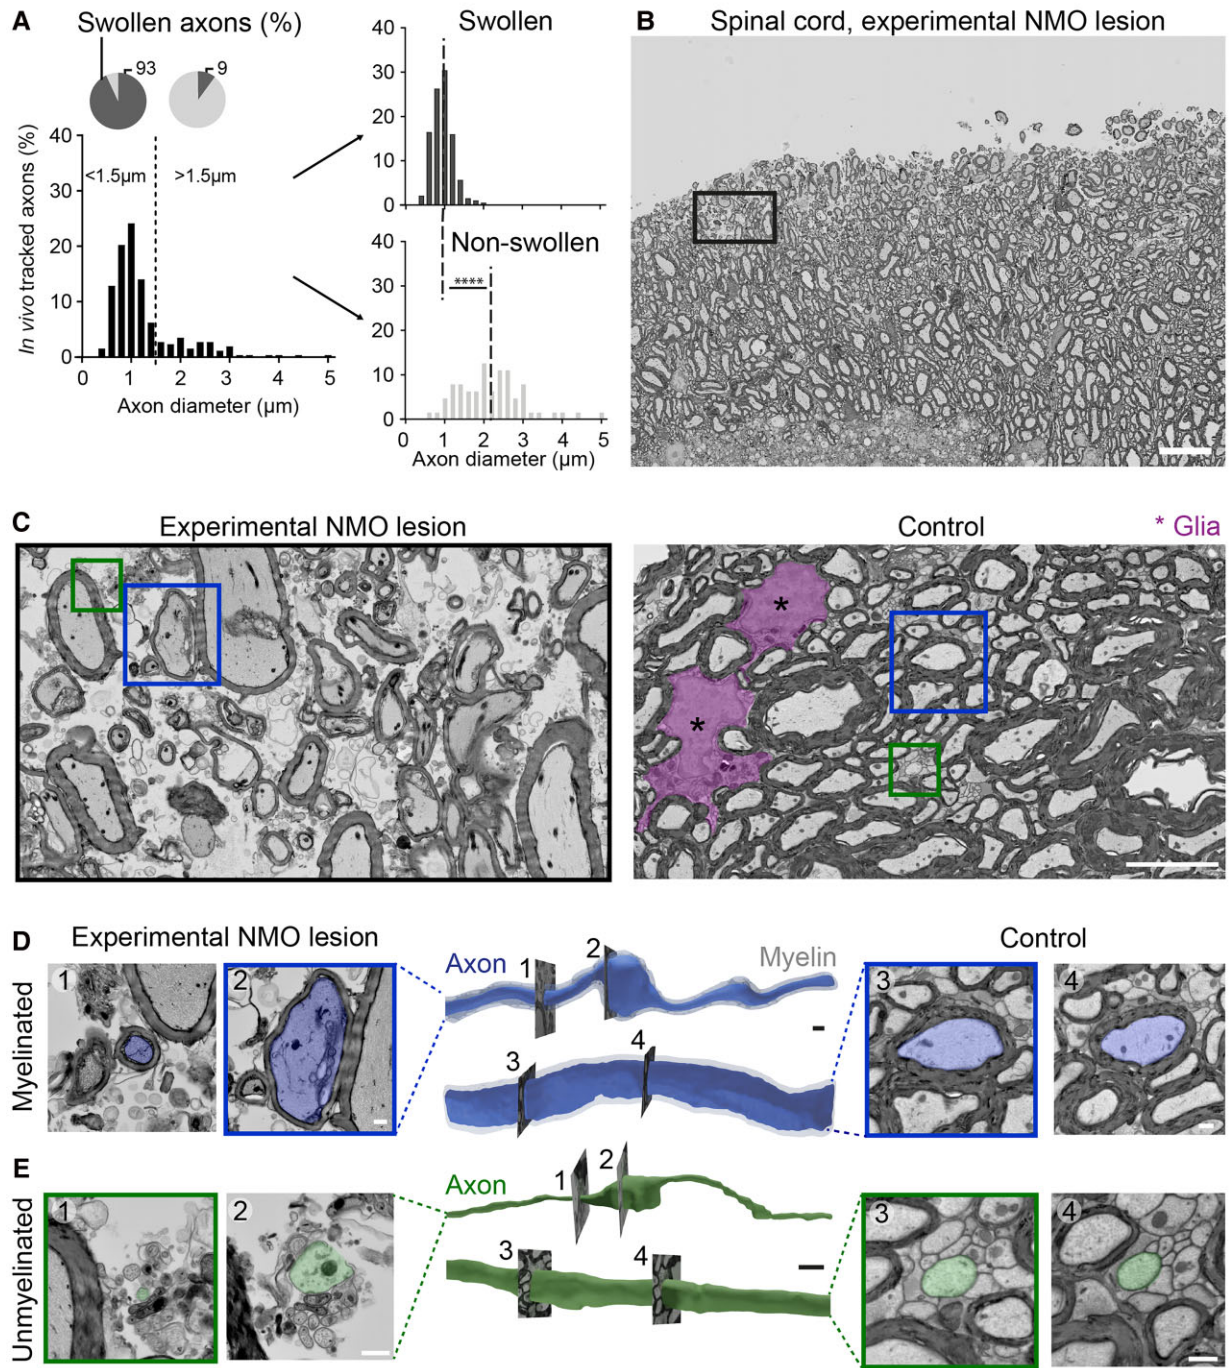 A
Swollen axons (%)
93
9
In vivo tracked axons (%)
40
30
20
10
0
<1.5µm
>1.5µm
0 1 2 3 4 5
Axon diameter (µm)
Swollen
40
30
20
10
0
Non-swollen
****
40
30
20
10
0
0 1 2 3 4 5
Axon diameter (µm)
B
Spinal cord, experimental NMO lesion
C
Experimental NMO lesion
Control
* Glia
*
*
D
Experimental NMO lesion
Control
Myelinated
1
2
Axon
1
2
Myelin
3
4
3
4
E
Unmyelinated
1
2
Axon
1
2
3
4
3
4